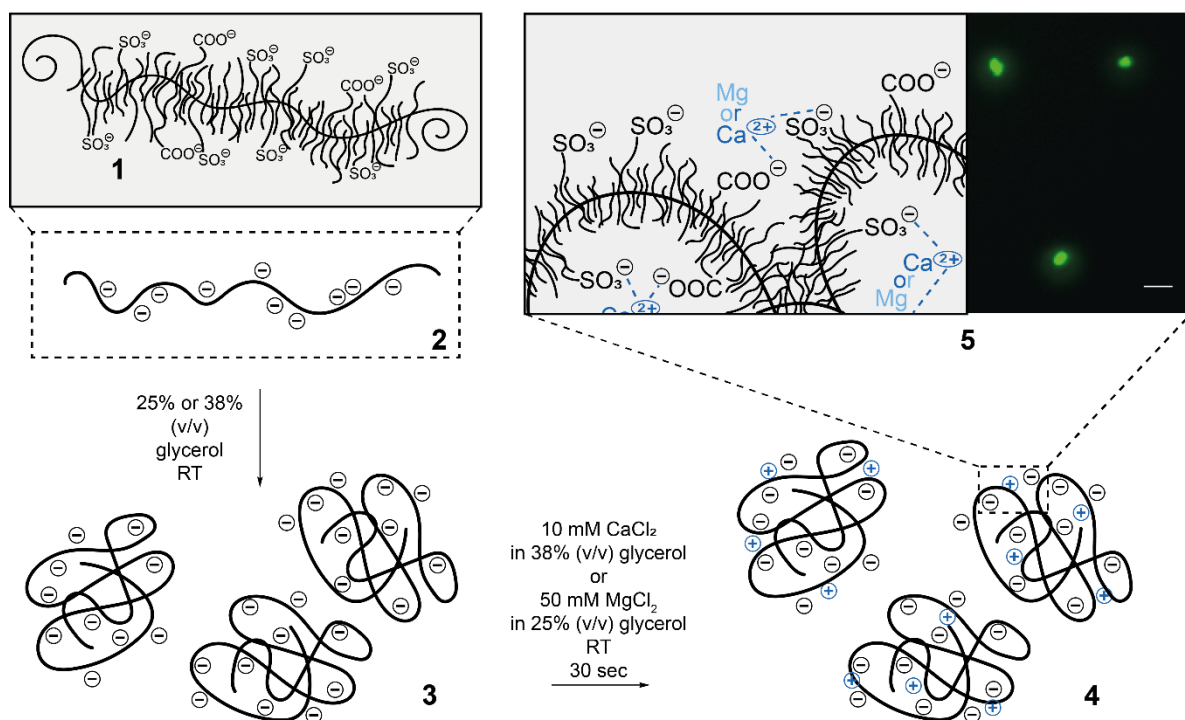 SO₃⊖
COO⊖
SO₃⊖
SO₃⊖
COO⊖
SO₃⊖
SO₃⊖
COO⊖
SO₃⊖
SO₃⊖
SO₃⊖
1
⊖ ⊖ ⊖ ⊖ ⊖ ⊖ ⊖ ⊖ ⊖ ⊖
2
25% or 38%
(v/v)
glycerol
RT
3
10 mM CaCl₂
in 38% (v/v) glycerol
or
50 mM MgCl₂
in 25% (v/v) glycerol
RT
30 sec
4
SO₃⊖
SO₃⊖
Mg
or
Ca 2+
COO⊖
SO₃⊖
COO⊖
SO₃⊖
⊖OOC
SO₃⊖
Ca 2+
or
Mg
2+
5